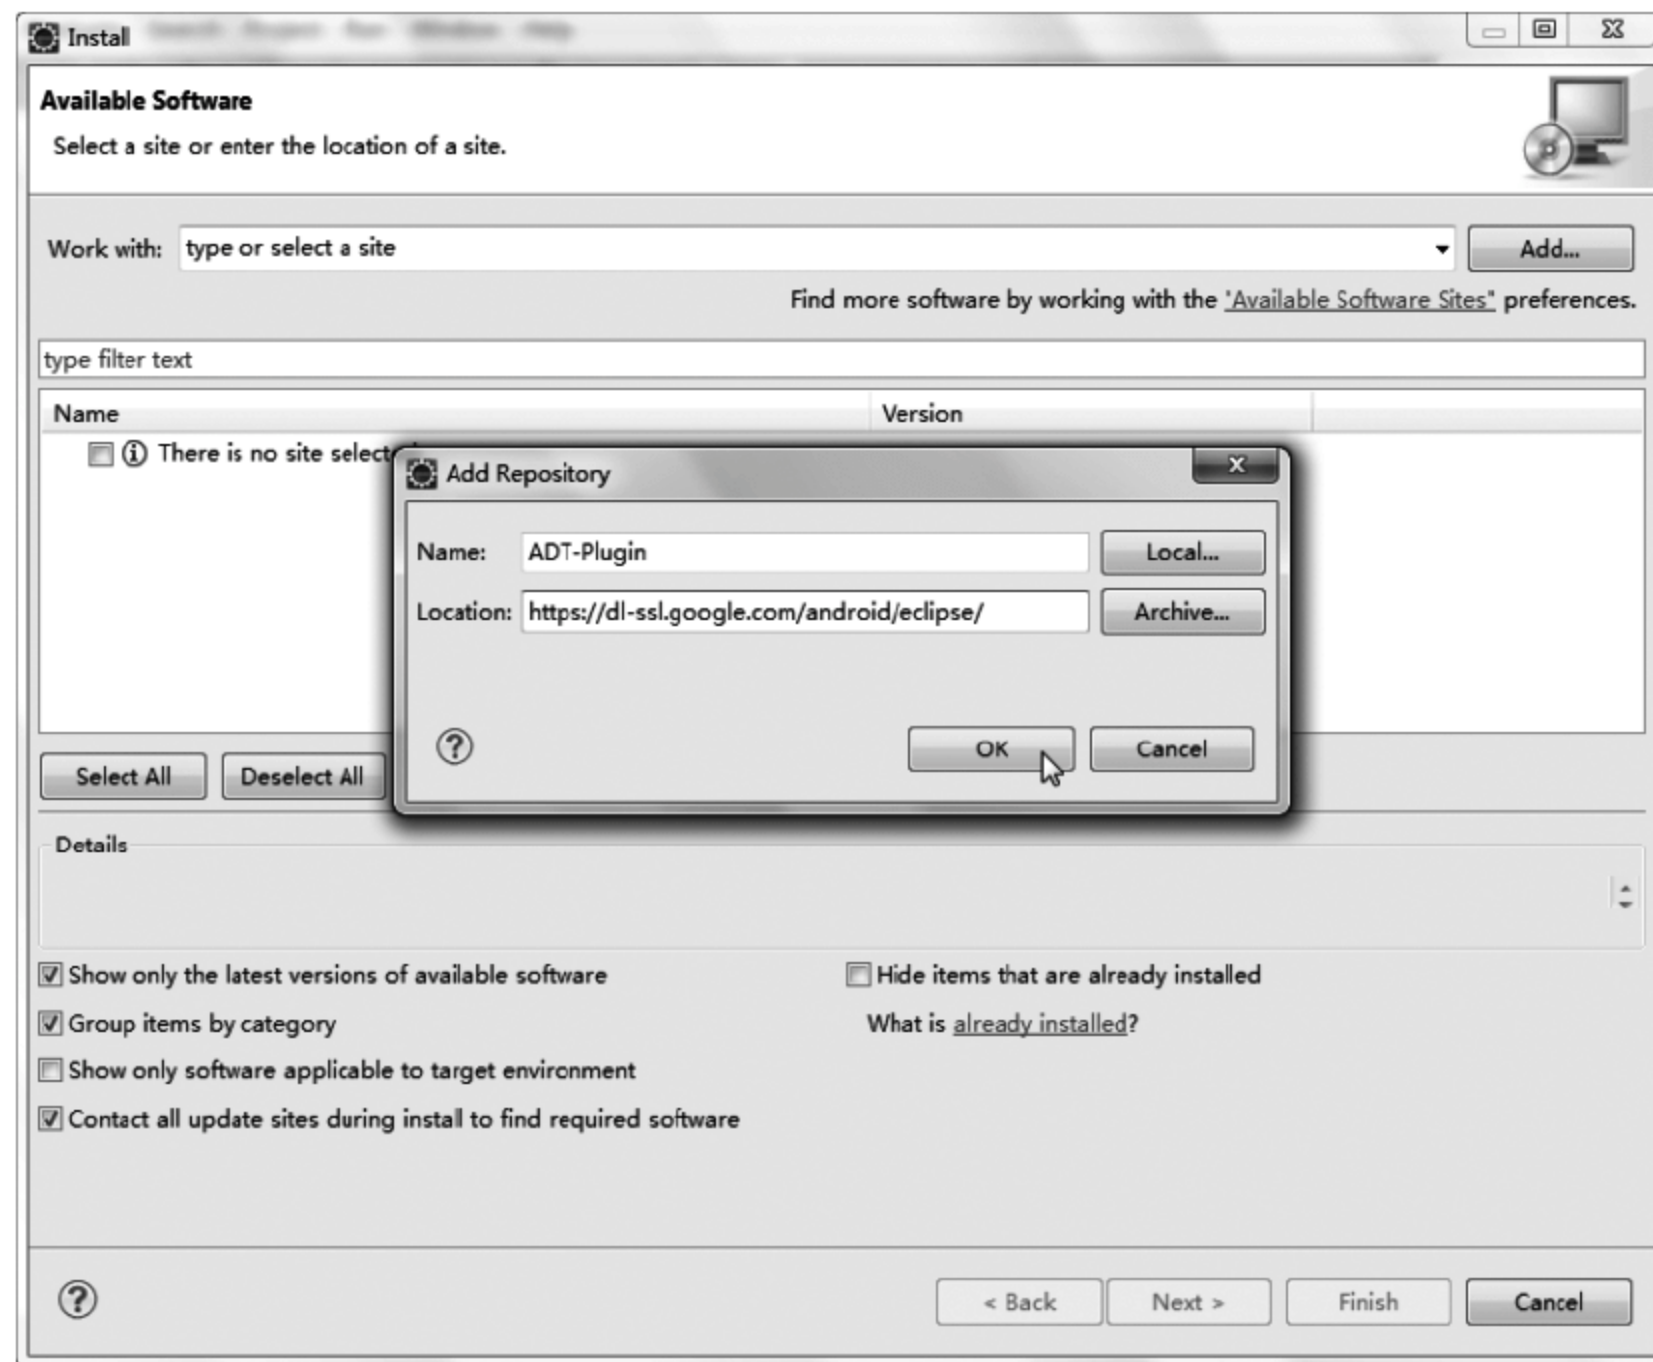 Install Search Project Run Window Help
Available Software
Select a site or enter the location of a site.
Work with: type or select a site Add...
Find more software by working with the "Available Software Sites" preferences.
type filter text
Name Version
There is no site select
Add Repository
Name: ADT-Plugin Local...
Location: https://dl-ssl.google.com/android/eclipse/ Archive...
OK Cancel
Select All Deselect All
Details
Show only the latest versions of available software Hide items that are already installed
Group items by category What is already installed?
Show only software applicable to target environment
Contact all update sites during install to find required software
< Back Next > Finish Cancel